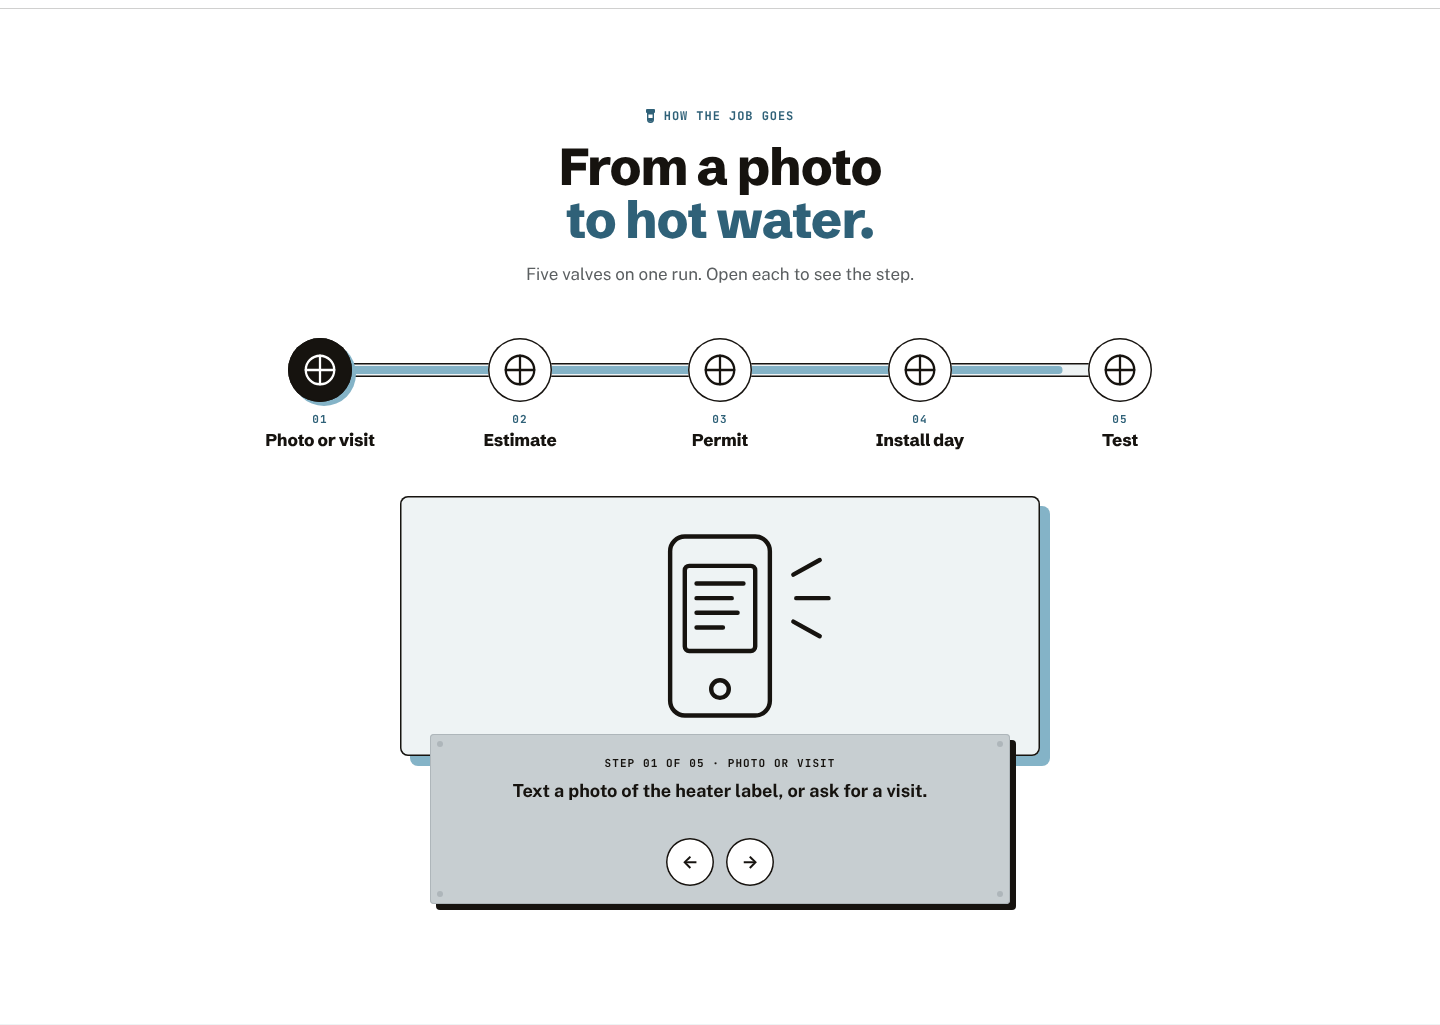 HOW THE JOB GOES
From a photo
to hot water.
Five valves on one run. Open each to see the step.
01
Photo or visit
02
Estimate
03
Permit
04
Install day
05
Test
STEP 01 OF 05 · PHOTO OR VISIT
Text a photo of the heater label, or ask for a visit.